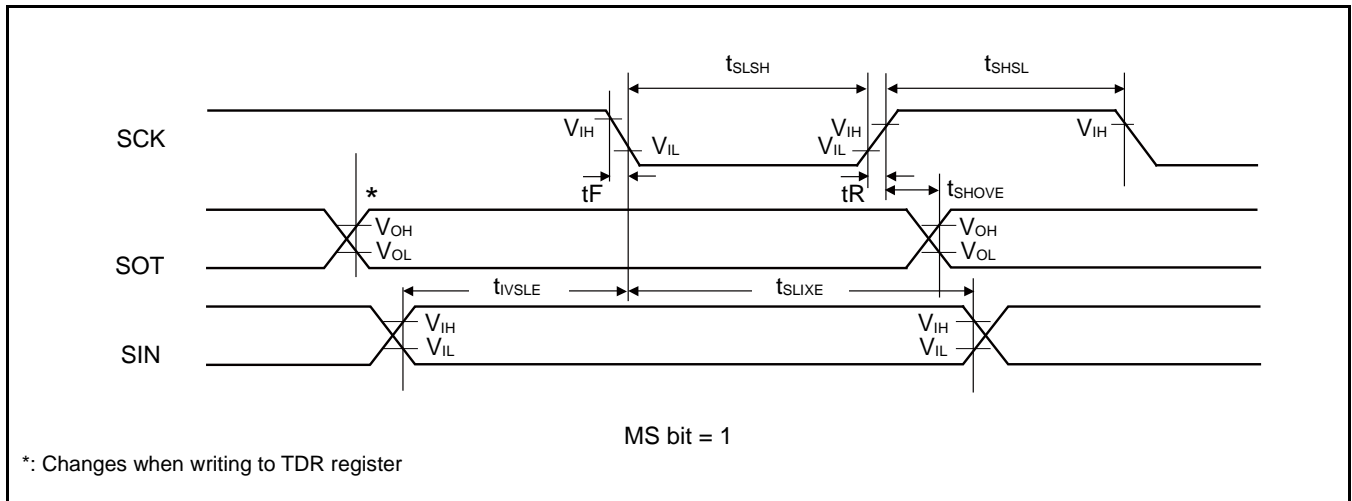 tSLSH
tSHSL
SCK
VIH
VIL
VIH
VIL
VIH
tF
tR
tSHOVE
*
SOT
VOH
VOL
VOH
VOL
tIVSLE
tSLIXE
SIN
VIH
VIL
VIH
VIL
MS bit = 1
*: Changes when writing to TDR register